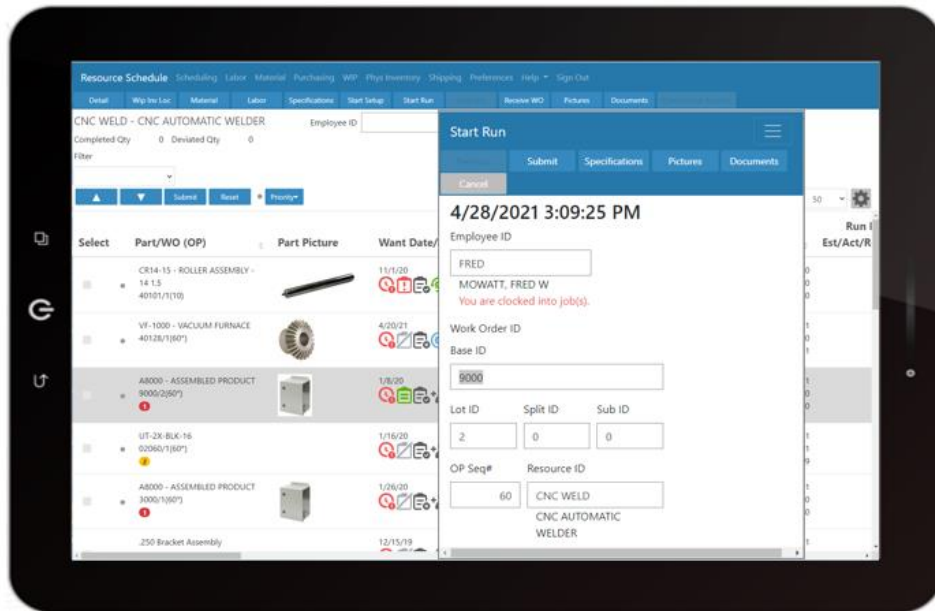 Resource Schedule Scheduling Labor Material Purchasing WIP Phys Inventory Shipping Preferences Help Sign Out
Detail Wip Inv Loc Material Labor Specifications Start Setup Start Run Receive WO Pictures Documents
CNC WELD - CNC AUTOMATIC WELDER Employee ID
Completed Qty 0 Deviated Qty 0
Filter
Submit Reset Priority 50
Select Part/WO (OP) Part Picture Want Date/
Est/Act/R
CR14-15 - ROLLER ASSEMBLY - 14 1.5
40101/1(10)
11/1/20
VF-1000 - VACUUM FURNACE
40128/1(60*)
4/20/21
A8000 - ASSEMBLED PRODUCT
9000/2(60*)
1
1/8/20
UT-2X-BLK-16
02060/1(60*)
2
1/16/20
A8000 - ASSEMBLED PRODUCT
3000/1(60*)
1
1/26/20
.250 Bracket Assembly
12/15/19
Start Run
Submit Specifications Pictures Documents
Cancel
4/28/2021 3:09:25 PM
Employee ID
FRED
MOWATT, FRED W
You are clocked into job(s).
Work Order ID
Base ID
9000
Lot ID Split ID Sub ID
2 0 0
OP Seq# Resource ID
60 CNC WELD
CNC AUTOMATIC
WELDER